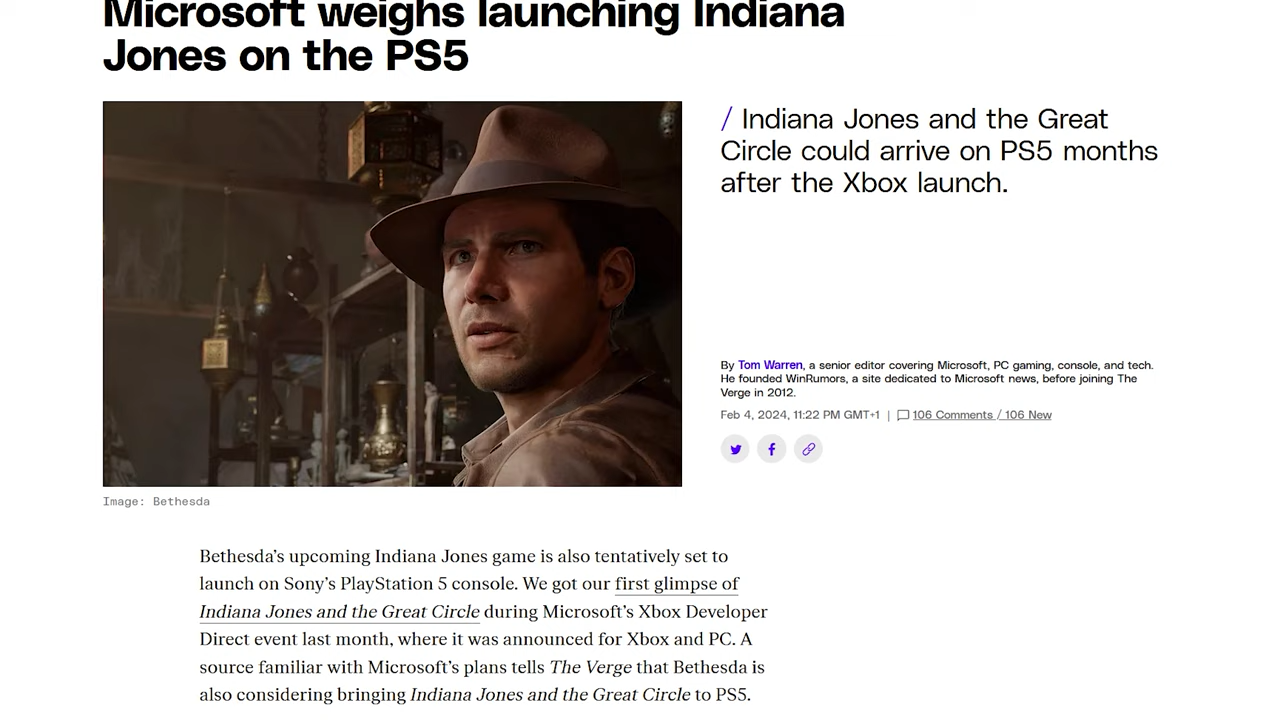 Microsoft weighs launching Indiana
Jones on the PS5
/ Indiana Jones and the Great
Circle could arrive on PS5 months
after the Xbox launch.
By Tom Warren, a senior editor covering Microsoft, PC gaming, console, and tech.
He founded WinRumors, a site dedicated to Microsoft news, before joining The
Verge in 2012.
Feb 4, 2024, 11:22 PM GMT+1 | 106 Comments / 106 New
Image: Bethesda
Bethesda’s upcoming Indiana Jones game is also tentatively set to
launch on Sony’s PlayStation 5 console. We got our first glimpse of
Indiana Jones and the Great Circle during Microsoft’s Xbox Developer
Direct event last month, where it was announced for Xbox and PC. A
source familiar with Microsoft’s plans tells The Verge that Bethesda is
also considering bringing Indiana Jones and the Great Circle to PS5.